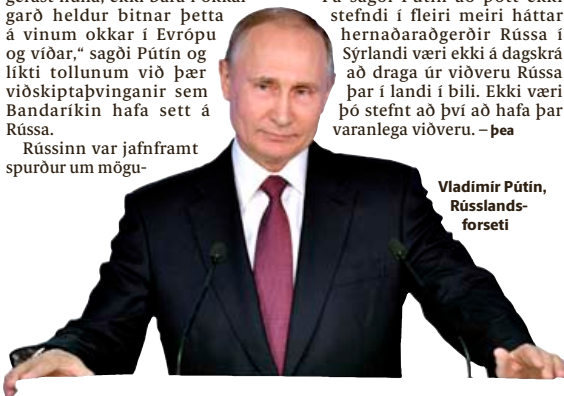 gerast núna, ekki bara í okkar
garð heldur bitnar þetta
á vinum okkar í Evrópu
og víðar,“ sagði Pútín og
líkti tollunum við þær
viðskiptaþvinganir sem
Bandaríkin hafa sett á
Rússa.
Rússinn var jafnframt
spurður um mögu-
Þá sagði Pútín að þótt ekki
stefndi í fleiri meiri háttar
hernaðaraðgerðir Rússa í
Sýrlandi væri ekki á dagskrá
að draga úr viðveru Rússa
þar í landi í bili. Ekki væri
þó stefnt að því að hafa þar
varanlega viðveru. – þea
Vladímír Pútín,
Rússlands-
forseti